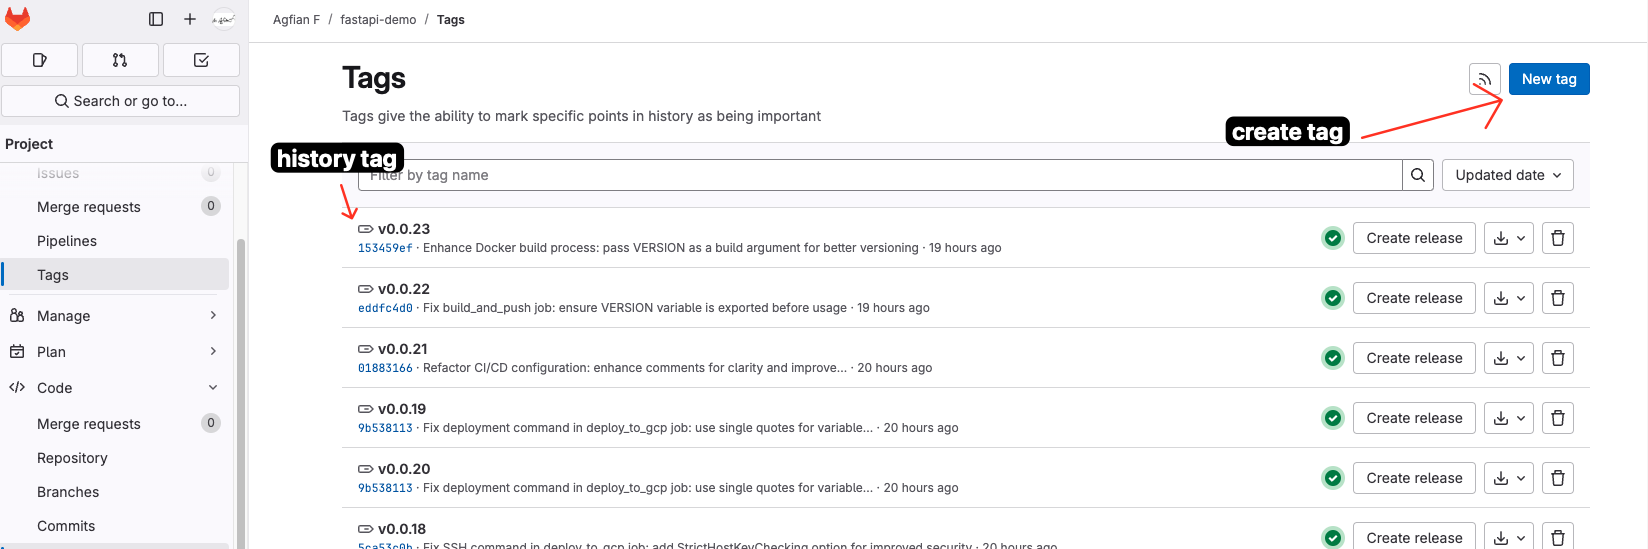 Agfian F / fastapi-demo / Tags
Search or go to...
Project
Issues 0
Merge requests 0
Pipelines
Tags
Manage
Plan
Code
Merge requests 0
Repository
Branches
Commits
Tags
New tag
Tags give the ability to mark specific points in history as being important
create tag
history tag
Filter by tag name
Updated date
v0.0.23
153459ef · Enhance Docker build process: pass VERSION as a build argument for better versioning · 19 hours ago
Create release
v0.0.22
eddfc4d0 · Fix build_and_push job: ensure VERSION variable is exported before usage · 19 hours ago
Create release
v0.0.21
01883166 · Refactor CI/CD configuration: enhance comments for clarity and improve... · 20 hours ago
Create release
v0.0.19
9b538113 · Fix deployment command in deploy_to_gcp job: use single quotes for variable... · 20 hours ago
Create release
v0.0.20
9b538113 · Fix deployment command in deploy_to_gcp job: use single quotes for variable... · 20 hours ago
Create release
v0.0.18
5ca53c0b · Fix SSH command in deploy_to_gcp job: add StrictHostKeyChecking option for improved security · 20 hours ago
Create release